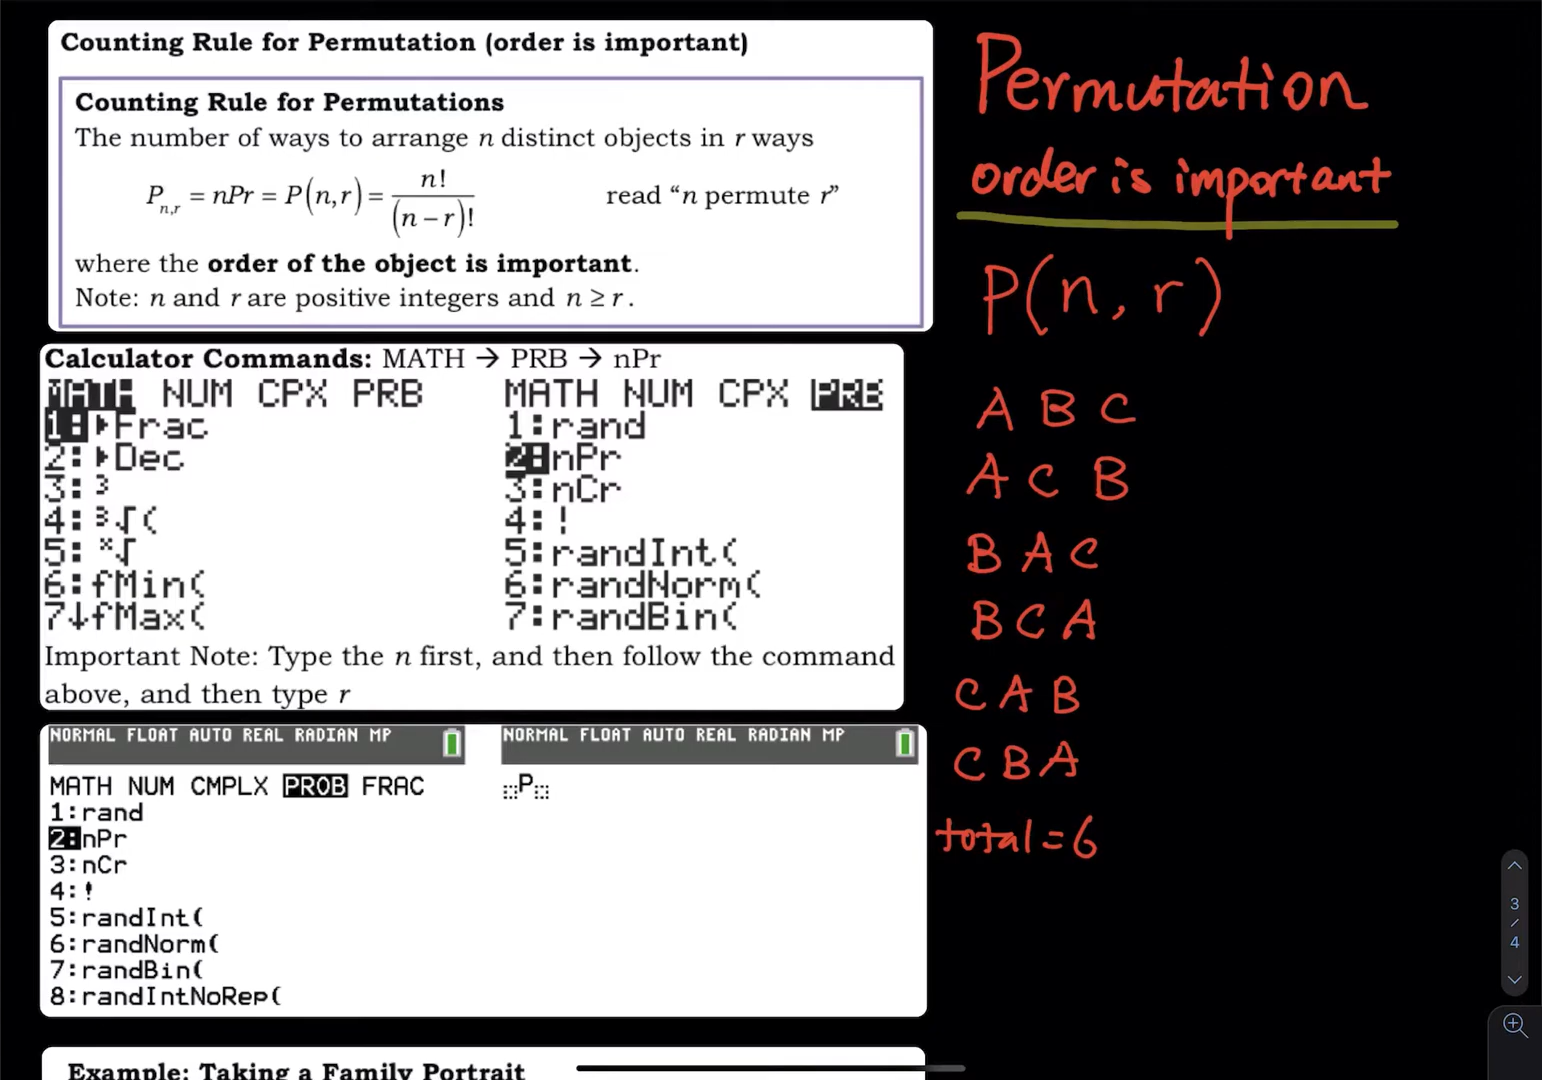 Counting Rule for Permutation (order is important)
Counting Rule for Permutations
The number of ways to arrange n distinct objects in r ways
P n,r = nPr = P(n,r) = n! / (n − r)!    read “n permute r”
where the order of the object is important.
Note: n and r are positive integers and n ≥ r.
Calculator Commands: MATH → PRB → nPr
MATH NUM CPX PRB
1:▸Frac
2:▸Dec
3:³
4:³√(
5:ˣ√
6:fMin(
7↓fMax(
MATH NUM CPX PRB
1:rand
2:nPr
3:nCr
4:!
5:randInt(
6:randNorm(
7:randBin(
Important Note: Type the n first, and then follow the command
above, and then type r
NORMAL FLOAT AUTO REAL RADIAN MP
MATH NUM CMPLX PROB FRAC
1:rand
2:nPr
3:nCr
4:!
5:randInt(
6:randNorm(
7:randBin(
8:randIntNoRep(
NORMAL FLOAT AUTO REAL RADIAN MP
P
Example: Taking a Family Portrait
Permutation
order is important
P(n, r)
A B C
A C B
B A C
B C A
C A B
C B A
total = 6
3
/
4